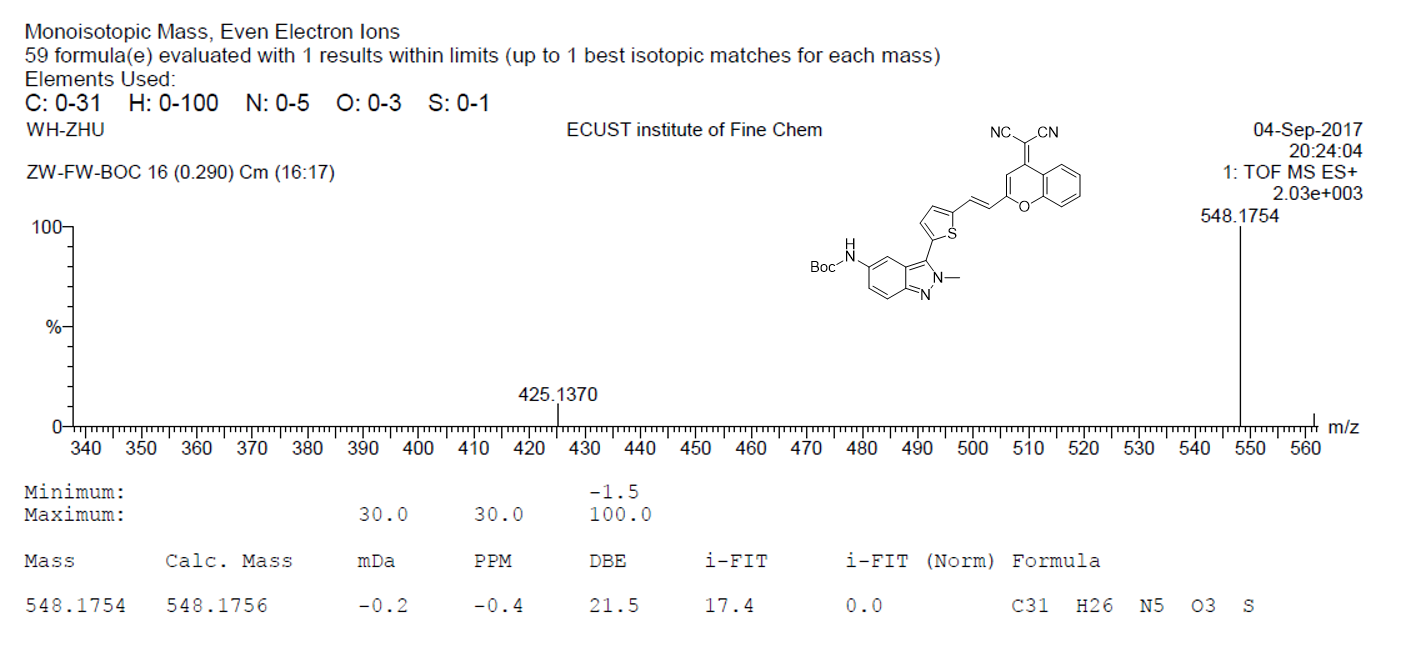 Monoisotopic Mass, Even Electron Ions
59 formula(e) evaluated with 1 results within limits (up to 1 best isotopic matches for each mass)
Elements Used:
C: 0-31 H: 0-100 N: 0-5 O: 0-3 S: 0-1
WH-ZHU ECUST institute of Fine Chem 04-Sep-2017
20:24:04
ZW-FW-BOC 16 (0.290) Cm (16:17) 1: TOF MS ES+
2.03e+003
NC CN
O
S
H
N
Boc
N
N
100
%
0
548.1754
425.1370
340 350 360 370 380 390 400 410 420 430 440 450 460 470 480 490 500 510 520 530 540 550 560 m/z
Minimum: -1.5
Maximum: 30.0 30.0 100.0
Mass Calc. Mass mDa PPM DBE i-FIT i-FIT (Norm) Formula
548.1754 548.1756 -0.2 -0.4 21.5 17.4 0.0 C31 H26 N5 O3 S